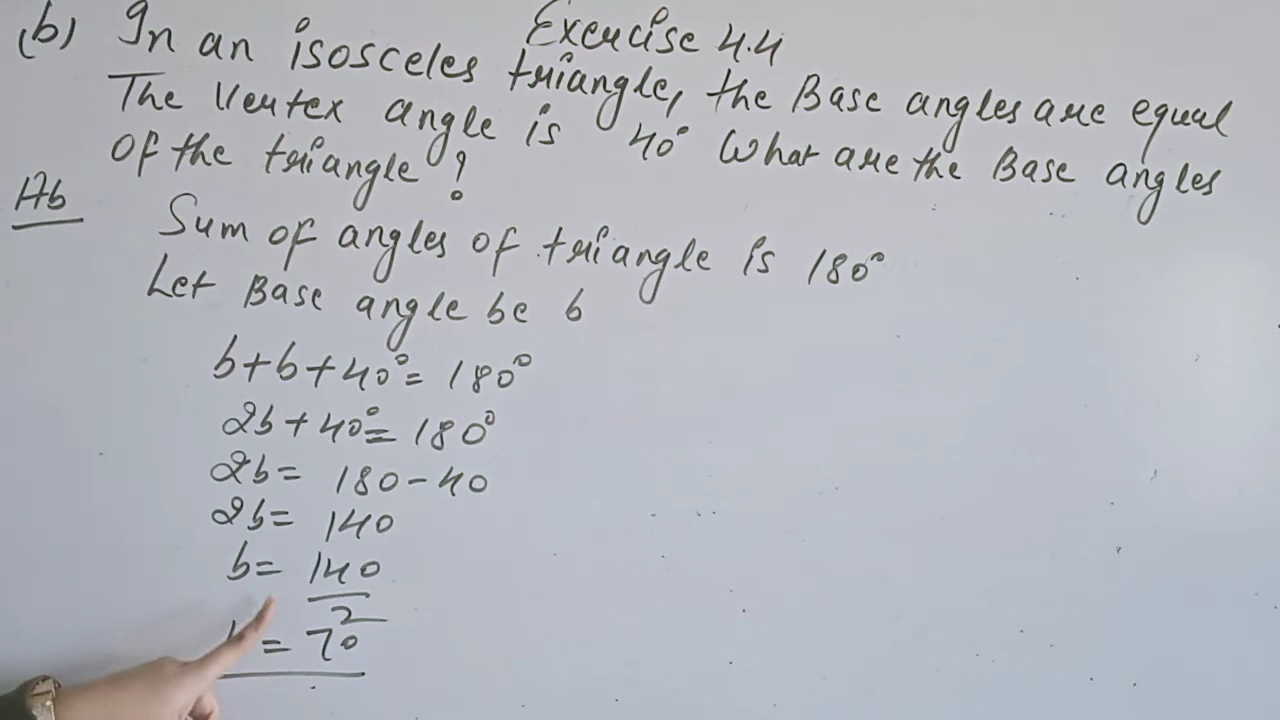 Exercise 4.4
(b) In an isosceles triangle, the Base angles are equal
The Vertex angle is 40° What are the Base angles
Of the triangle ?
Sum of angles of triangle is 180°
Let Base angle be b
b+b+40°= 180°
2b+40°= 180°
2b= 180-40
2b= 140
b= 140
2
= 70